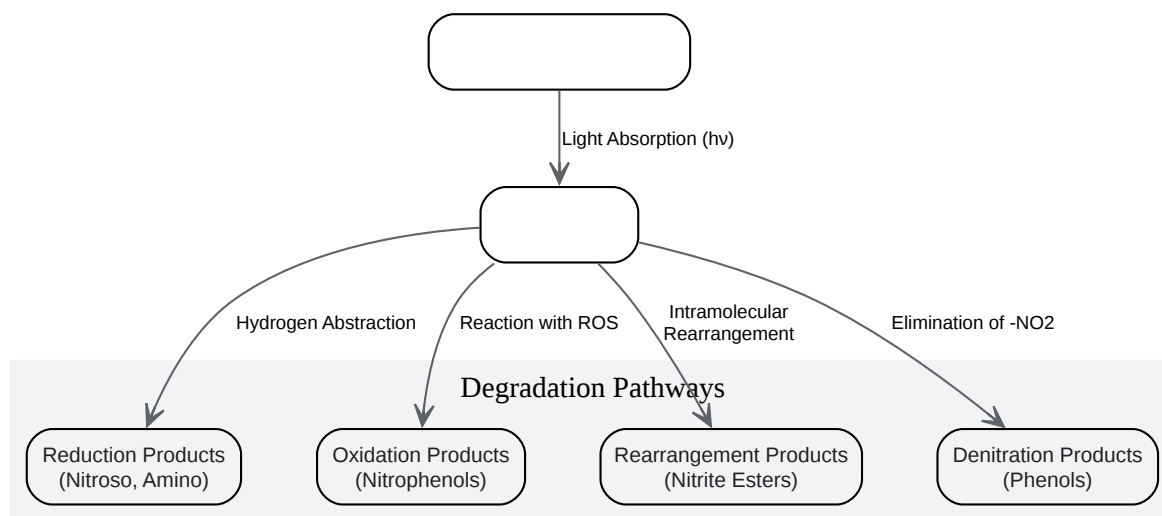 Light Absorption (hν)
Hydrogen Abstraction
Reaction with ROS
Intramolecular
Rearrangement
Elimination of -NO2
Degradation Pathways
Reduction Products
(Nitroso, Amino)
Oxidation Products
(Nitrophenols)
Rearrangement Products
(Nitrite Esters)
Denitration Products
(Phenols)